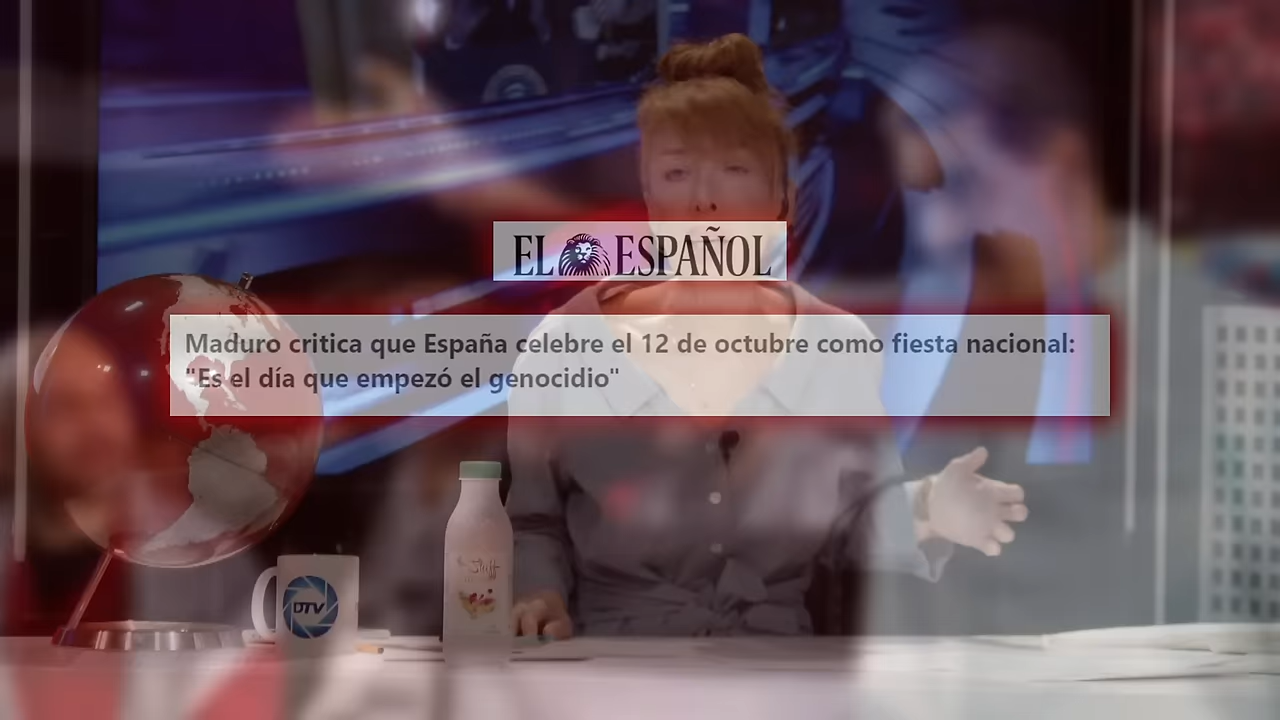 EL ESPAÑOL
Maduro critica que España celebre el 12 de octubre como fiesta nacional:
"Es el día que empezó el genocidio"
DTV